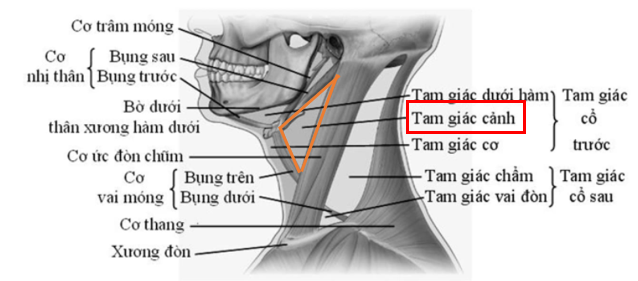 Cơ trâm móng
Cơ
nhị thân
Bụng sau
Bụng trước
Bờ dưới
thân xương hàm dưới
Cơ ức đòn chũm
Cơ
vai móng
Bụng trên
Bụng dưới
Cơ thang
Xương đòn
Tam giác dưới hàm
Tam giác cảnh
Tam giác cơ
Tam giác
cổ
trước
Tam giác chẩm
Tam giác vai đòn
Tam giác
cổ sau